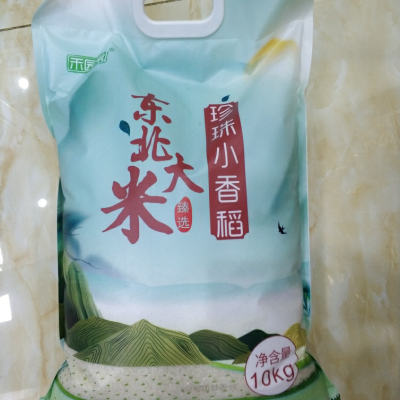 东北大米
珍珠小香稻
臻选
净含量
10kg